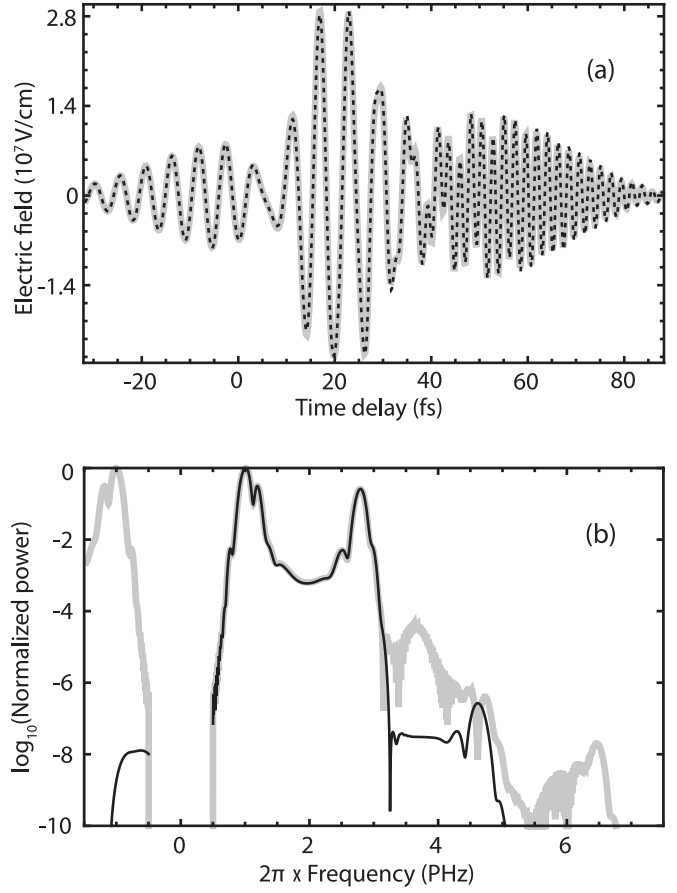 2.8
(a)
1.4
0
-1.4
Electric field (10⁷ V/cm)
-20 0 20 40 60 80
Time delay (fs)
0
(b)
-2
-4
-6
-8
-10
log₁₀(Normalized power)
0 2 4 6
2π x Frequency (PHz)